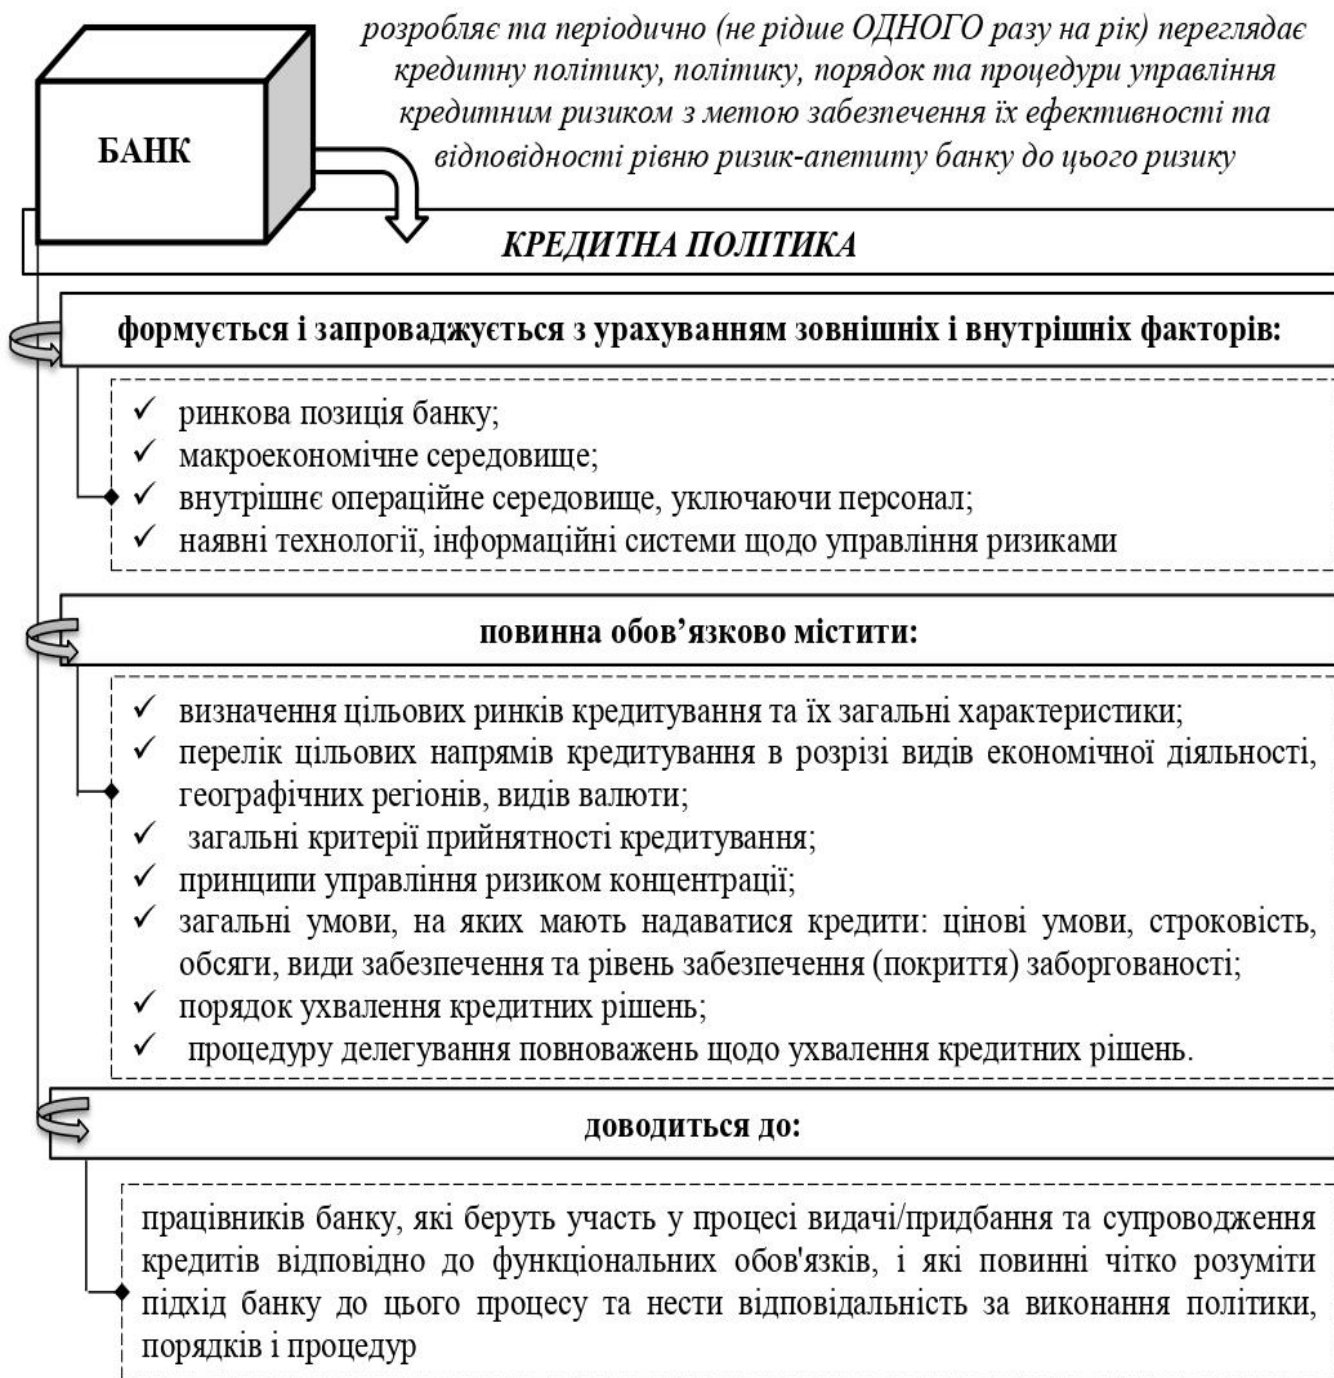 розробляє та періодично (не рідше ОДНОГО разу на рік) переглядає
кредитну політику, політику, порядок та процедури управління
кредитним ризиком з метою забезпечення їх ефективності та
відповідності рівню ризик-апетиту банку до цього ризику
БАНК
КРЕДИТНА ПОЛІТИКА
формується і запроваджується з урахуванням зовнішніх і внутрішніх факторів:
✓ ринкова позиція банку;
✓ макроекономічне середовище;
✓ внутрішнє операційне середовище, уключаючи персонал;
✓ наявні технології, інформаційні системи щодо управління ризиками
повинна обов’язково містити:
✓ визначення цільових ринків кредитування та їх загальні характеристики;
✓ перелік цільових напрямів кредитування в розрізі видів економічної діяльності,
географічних регіонів, видів валюти;
✓ загальні критерії прийнятності кредитування;
✓ принципи управління ризиком концентрації;
✓ загальні умови, на яких мають надаватися кредити: цінові умови, строковість,
обсяги, види забезпечення та рівень забезпечення (покриття) заборгованості;
✓ порядок ухвалення кредитних рішень;
✓ процедуру делегування повноважень щодо ухвалення кредитних рішень.
доводиться до:
працівників банку, які беруть участь у процесі видачі/придбання та супроводження
кредитів відповідно до функціональних обов'язків, і які повинні чітко розуміти
підхід банку до цього процесу та нести відповідальність за виконання політики,
порядків і процедур